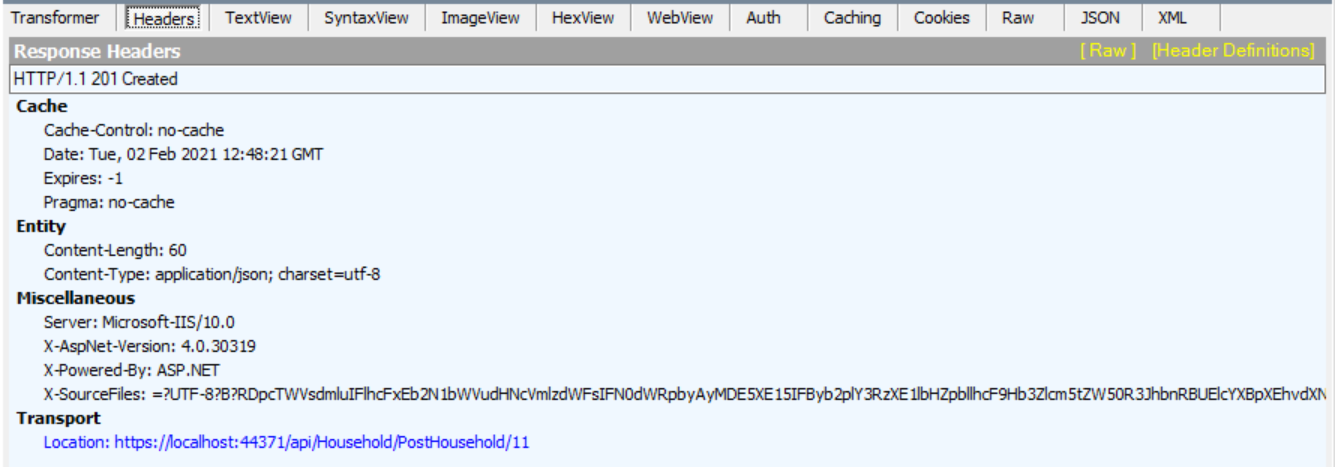 Transformer Headers TextView SyntaxView ImageView HexView WebView Auth Caching Cookies Raw JSON XML
Response Headers [ Raw ] [Header Definitions]
HTTP/1.1 201 Created
Cache
Cache-Control: no-cache
Date: Tue, 02 Feb 2021 12:48:21 GMT
Expires: -1
Pragma: no-cache
Entity
Content-Length: 60
Content-Type: application/json; charset=utf-8
Miscellaneous
Server: Microsoft-IIS/10.0
X-AspNet-Version: 4.0.30319
X-Powered-By: ASP.NET
X-SourceFiles:
Transport
Location: https://localhost:44371/api/Household/PostHousehold/11